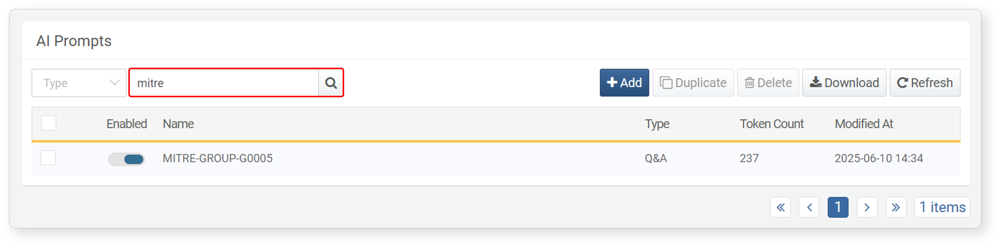 AI Prompts
Type mitre Add Duplicate Delete Download Refresh
Enabled Name Type Token Count Modified At
MITRE-GROUP-G0005 Q&A 237 2025-06-10 14:34
« ‹ 1 › » 1 items